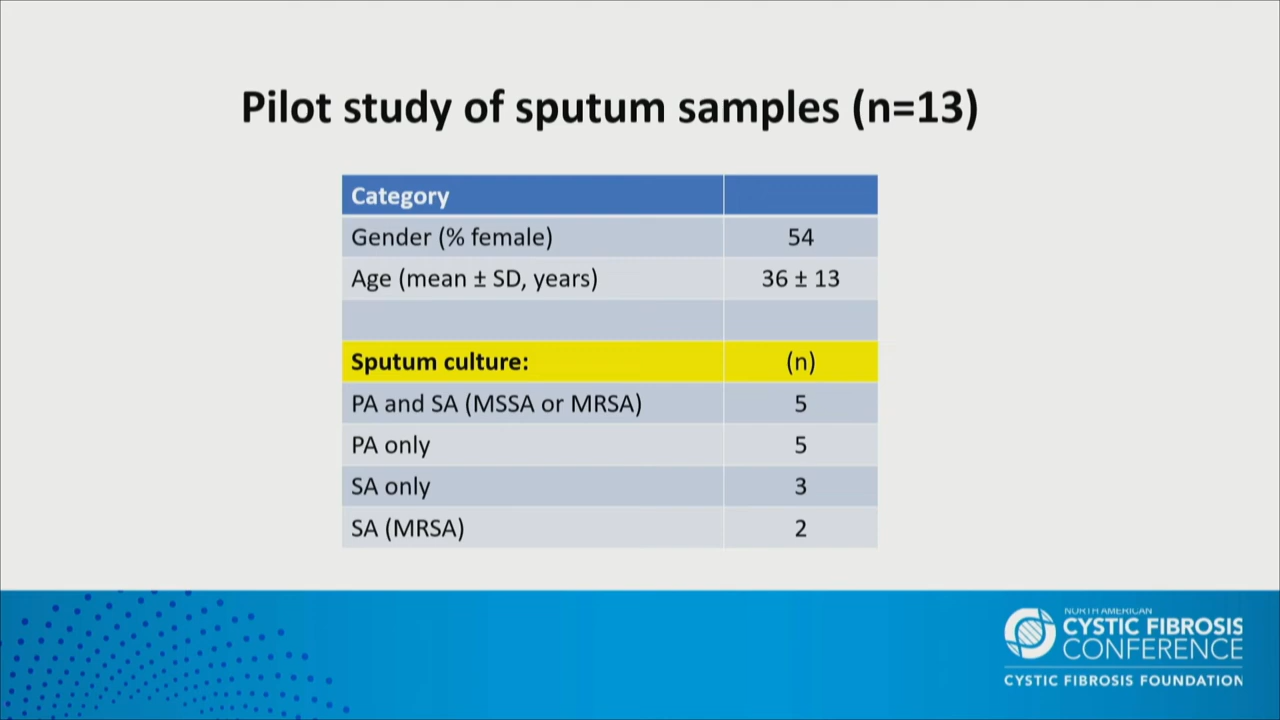 Pilot study of sputum samples (n=13)
Category
Gender (% female) 54
Age (mean ± SD, years) 36 ± 13
Sputum culture: (n)
PA and SA (MSSA or MRSA) 5
PA only 5
SA only 3
SA (MRSA) 2
NORTH AMERICAN
CYSTIC FIBROSIS
CONFERENCE
CYSTIC FIBROSIS FOUNDATION